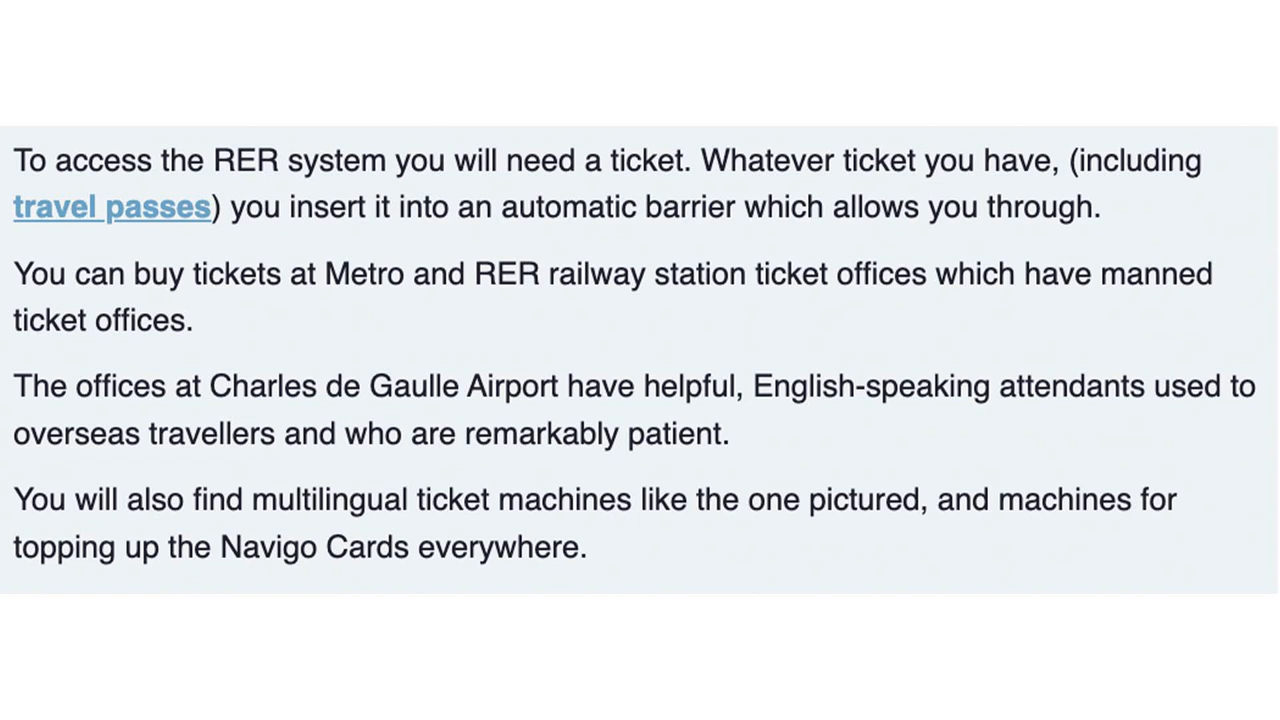 To access the RER system you will need a ticket. Whatever ticket you have, (including
travel passes) you insert it into an automatic barrier which allows you through.
You can buy tickets at Metro and RER railway station ticket offices which have manned
ticket offices.
The offices at Charles de Gaulle Airport have helpful, English-speaking attendants used to
overseas travellers and who are remarkably patient.
You will also find multilingual ticket machines like the one pictured, and machines for
topping up the Navigo Cards everywhere.